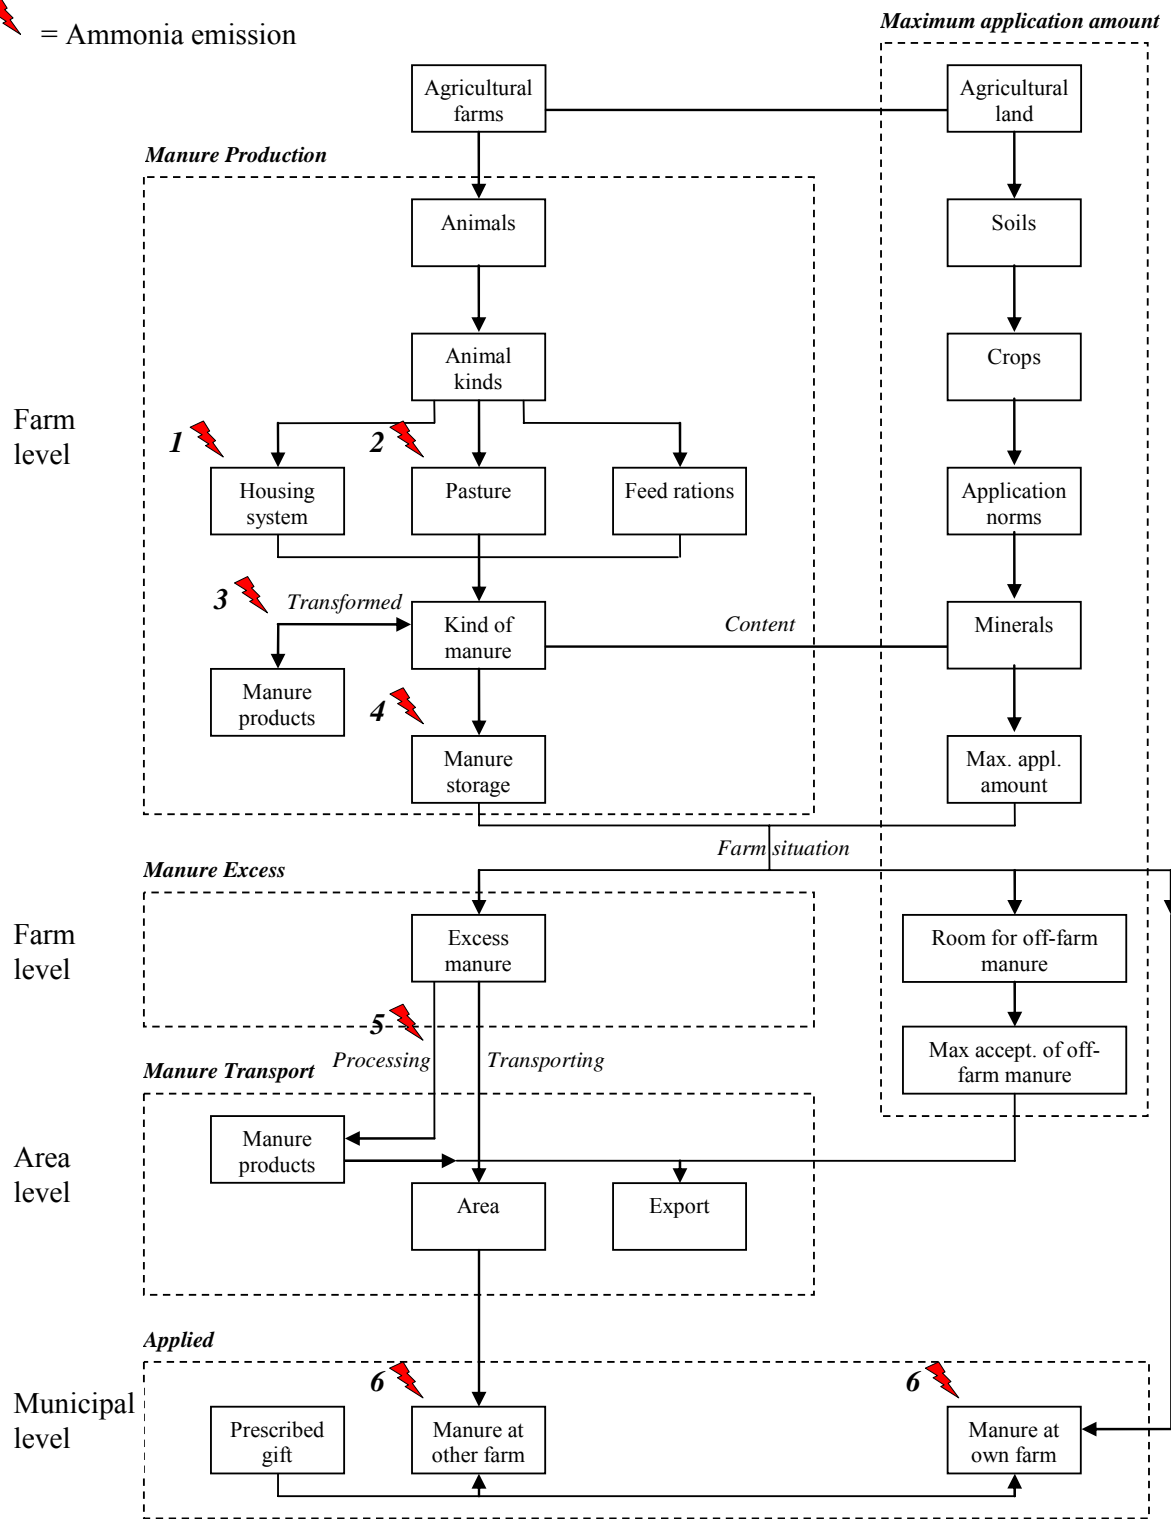 = Ammonia emission
Maximum application amount
Agricultural
farms
Agricultural
land
Manure Production
Animals
Soils
Animal
kinds
Crops
Farm
level
1
2
Housing
system
Pasture
Feed rations
Application
norms
3
Transformed
Kind of
manure
Content
Minerals
Manure
products
4
Manure
storage
Max. appl.
amount
Farm situation
Manure Excess
Farm
level
Excess
manure
Room for off-farm
manure
5
Processing
Transporting
Max accept. of off-
farm manure
Manure Transport
Area
level
Manure
products
Area
Export
Applied
Municipal
level
6
6
Prescribed
gift
Manure at
other farm
Manure at
own farm